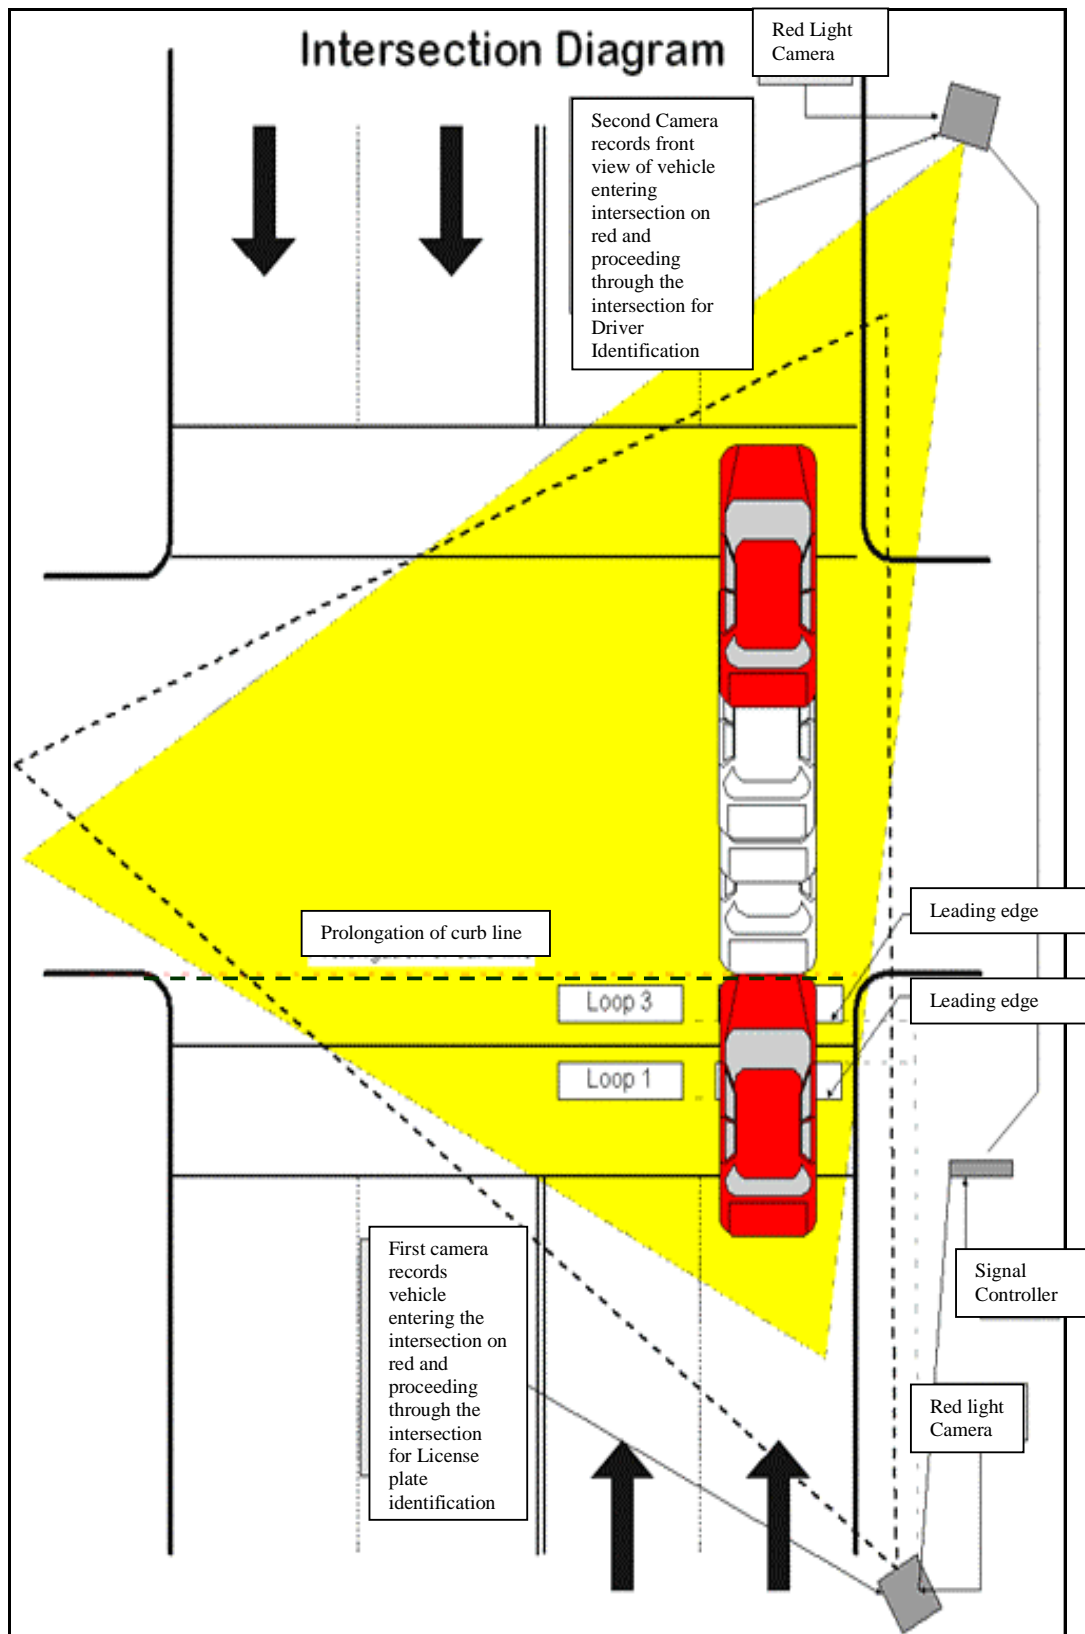 Intersection Diagram
Red Light
Camera
Second Camera
records front
view of vehicle
entering
intersection on
red and
proceeding
through the
intersection for
Driver
Identification
Leading edge
Prolongation of curb line
Loop 3
Leading edge
Loop 1
First camera
records
vehicle
entering the
intersection on
red and
proceeding
through the
intersection
for License
plate
identification
Signal
Controller
Red light
Camera